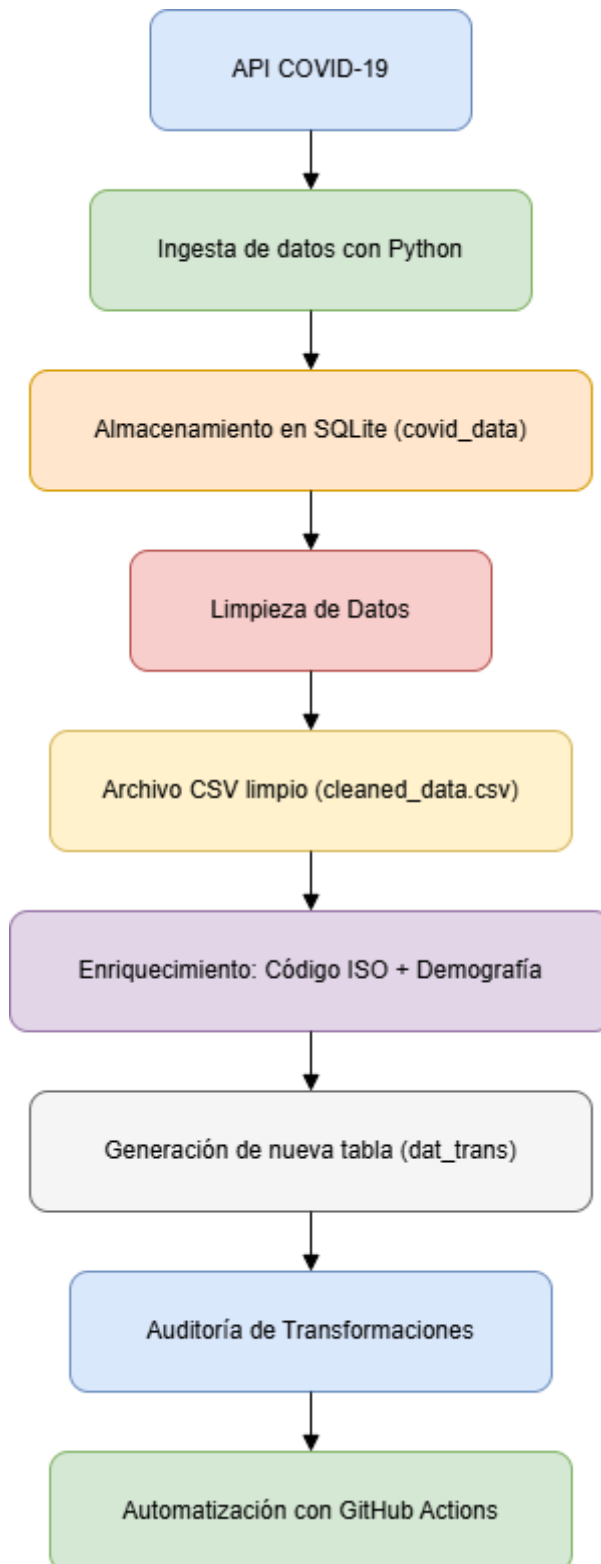 API COVID-19
Ingesta de datos con Python
Almacenamiento en SQLite (covid_data)
Limpieza de Datos
Archivo CSV limpio (cleaned_data.csv)
Enriquecimiento: Código ISO + Demografía
Generación de nueva tabla (dat_trans)
Auditoría de Transformaciones
Automatización con GitHub Actions